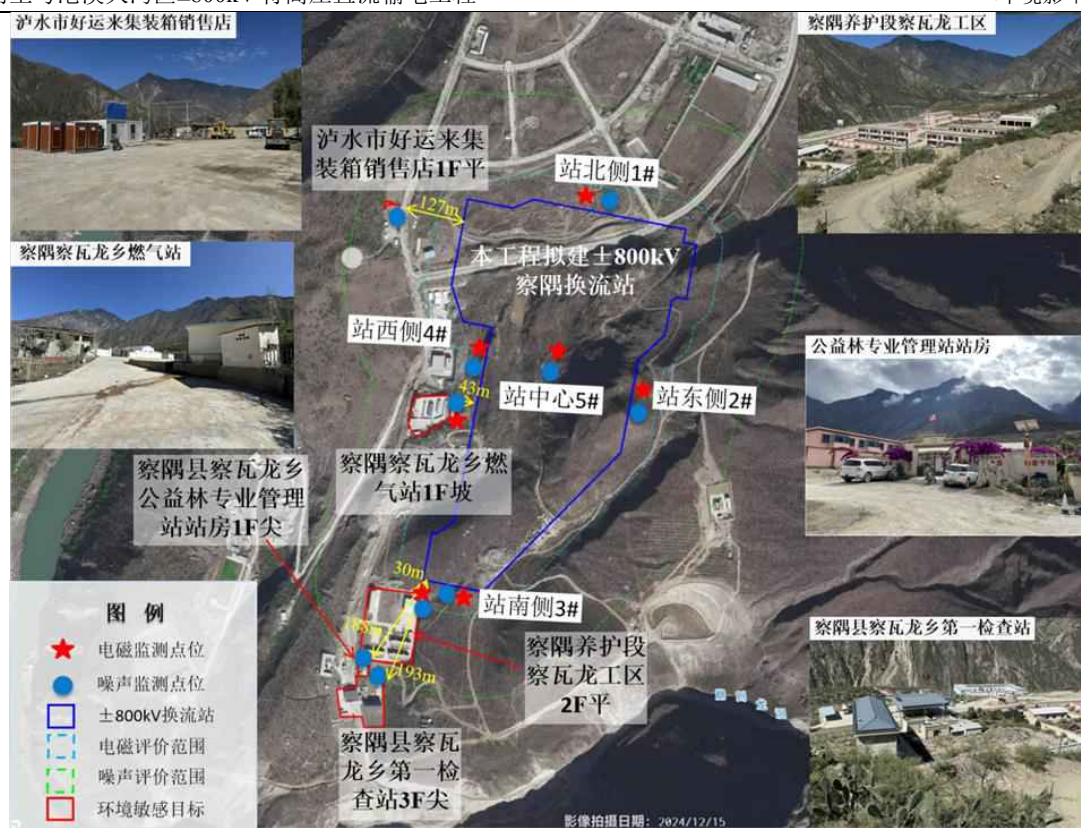 ±800kV
泸水市好运来集装箱销售店
察隅养护段察瓦龙工区
泸水市好运来集
装箱销售店1F平
站北侧1#
127m
本工程拟建±800kV
察隅换流站
察隅察瓦龙乡燃气站
站西侧4#
公益林专业管理站站房
43m
站中心5#
站东侧2#
察隅县察瓦龙乡
公益林专业管理
站站房1F尖
察隅察瓦龙乡燃
气站1F坡
30m
站南侧3#
193m
察隅养护段
察瓦龙工区
2F平
察隅县察瓦龙乡第一检查站
察隅县察瓦
龙乡第一检
查站3F尖
图 例
电磁监测点位
噪声监测点位
±800kV换流站
电磁评价范围
噪声评价范围
环境敏感目标
影像拍摄日期: 2024/12/15